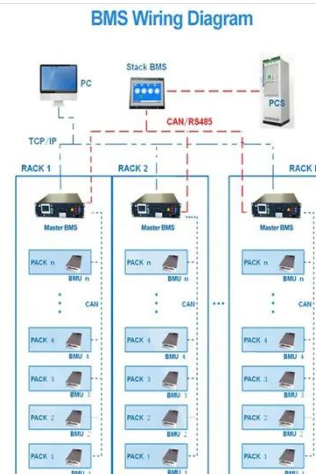 BMS Wiring Diagram
Stack BMS
PC
PCS
CAN/RS485
TCP/IP
RACK 1
RACK 2
RACK
Master BMS
Master BMS
Master BMS
PACK n
PACK n
PACK n
BMU n
BMU n
BMU n
CAN
CAN
CAN
PACK 4
PACK 4
PACK 4
BMU 4
BMU 4
BMU 4
PACK 3
PACK 3
PACK 3
BMU 3
BMU 3
BMU 3
PACK 2
PACK 2
PACK 2
BMU 2
BMU 2
BMU 2
PACK 1
PACK 1
PACK 1